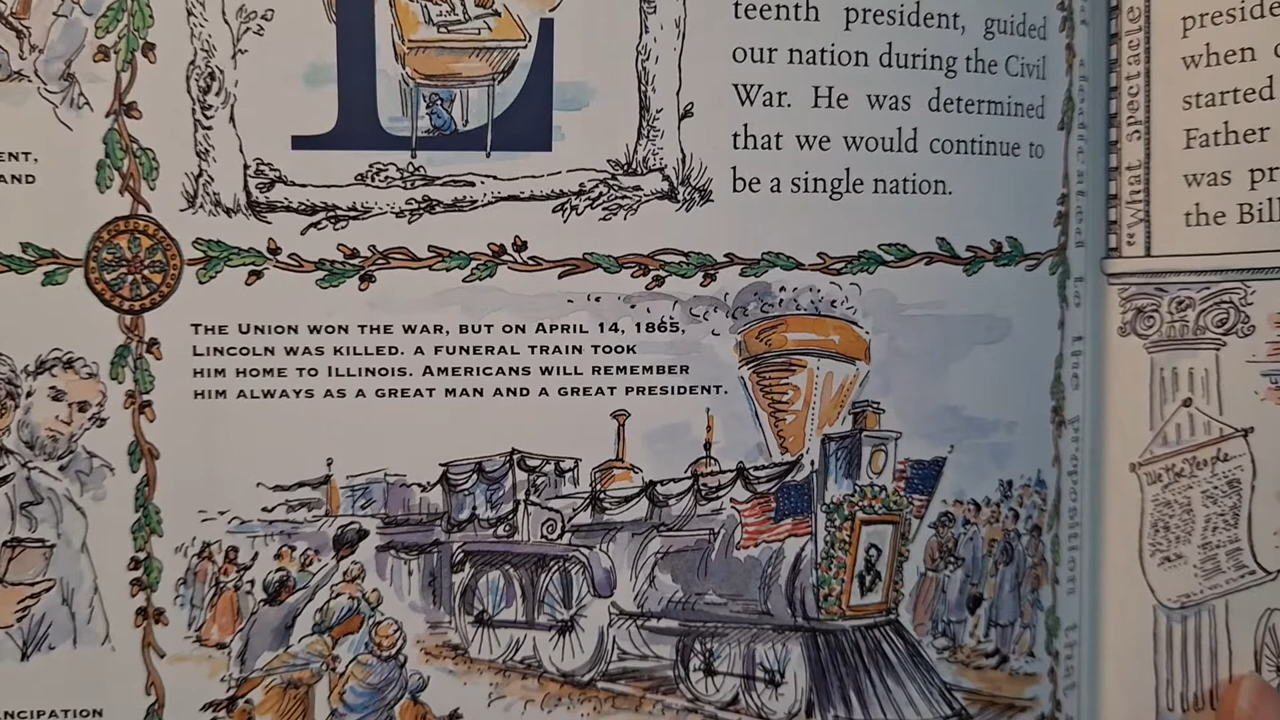 teenth president, guided
our nation during the Civil
War. He was determined
that we would continue to
be a single nation.
ENT,
AND
THE UNION WON THE WAR, BUT ON APRIL 14, 1865,
LINCOLN WAS KILLED. A FUNERAL TRAIN TOOK
HIM HOME TO ILLINOIS. AMERICANS WILL REMEMBER
HIM ALWAYS AS A GREAT MAN AND A GREAT PRESIDENT.
NCIPATION
L
to the proposition that
"What spectacle
preside
when
started
Father
was pr
the Bill
We the People